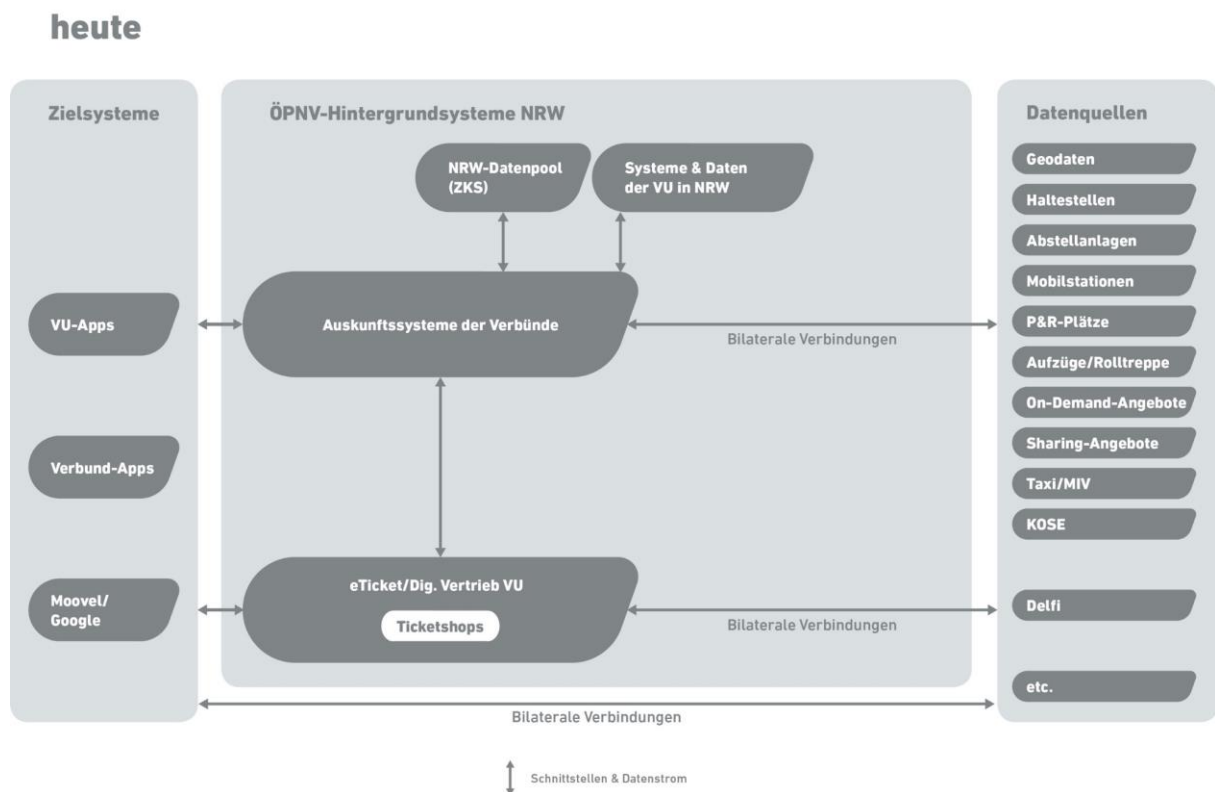 heute
Zielsysteme
VU-Apps
Verbund-Apps
Moovel/
Google
ÖPNV-Hintergrundsysteme NRW
NRW-Datenpool
(ZKS)
Systeme & Daten
der VU in NRW
Auskunftssysteme der Verbünde
Bilaterale Verbindungen
eTicket/Dig. Vertrieb VU
Ticketshops
Bilaterale Verbindungen
Datenquellen
Geodaten
Haltestellen
Abstellanlagen
Mobilstationen
P&R-Plätze
Aufzüge/Rolltreppe
On-Demand-Angebote
Sharing-Angebote
Taxi/MIV
KOSE
Delfi
etc.
Bilaterale Verbindungen
Schnittstellen & Datenstrom